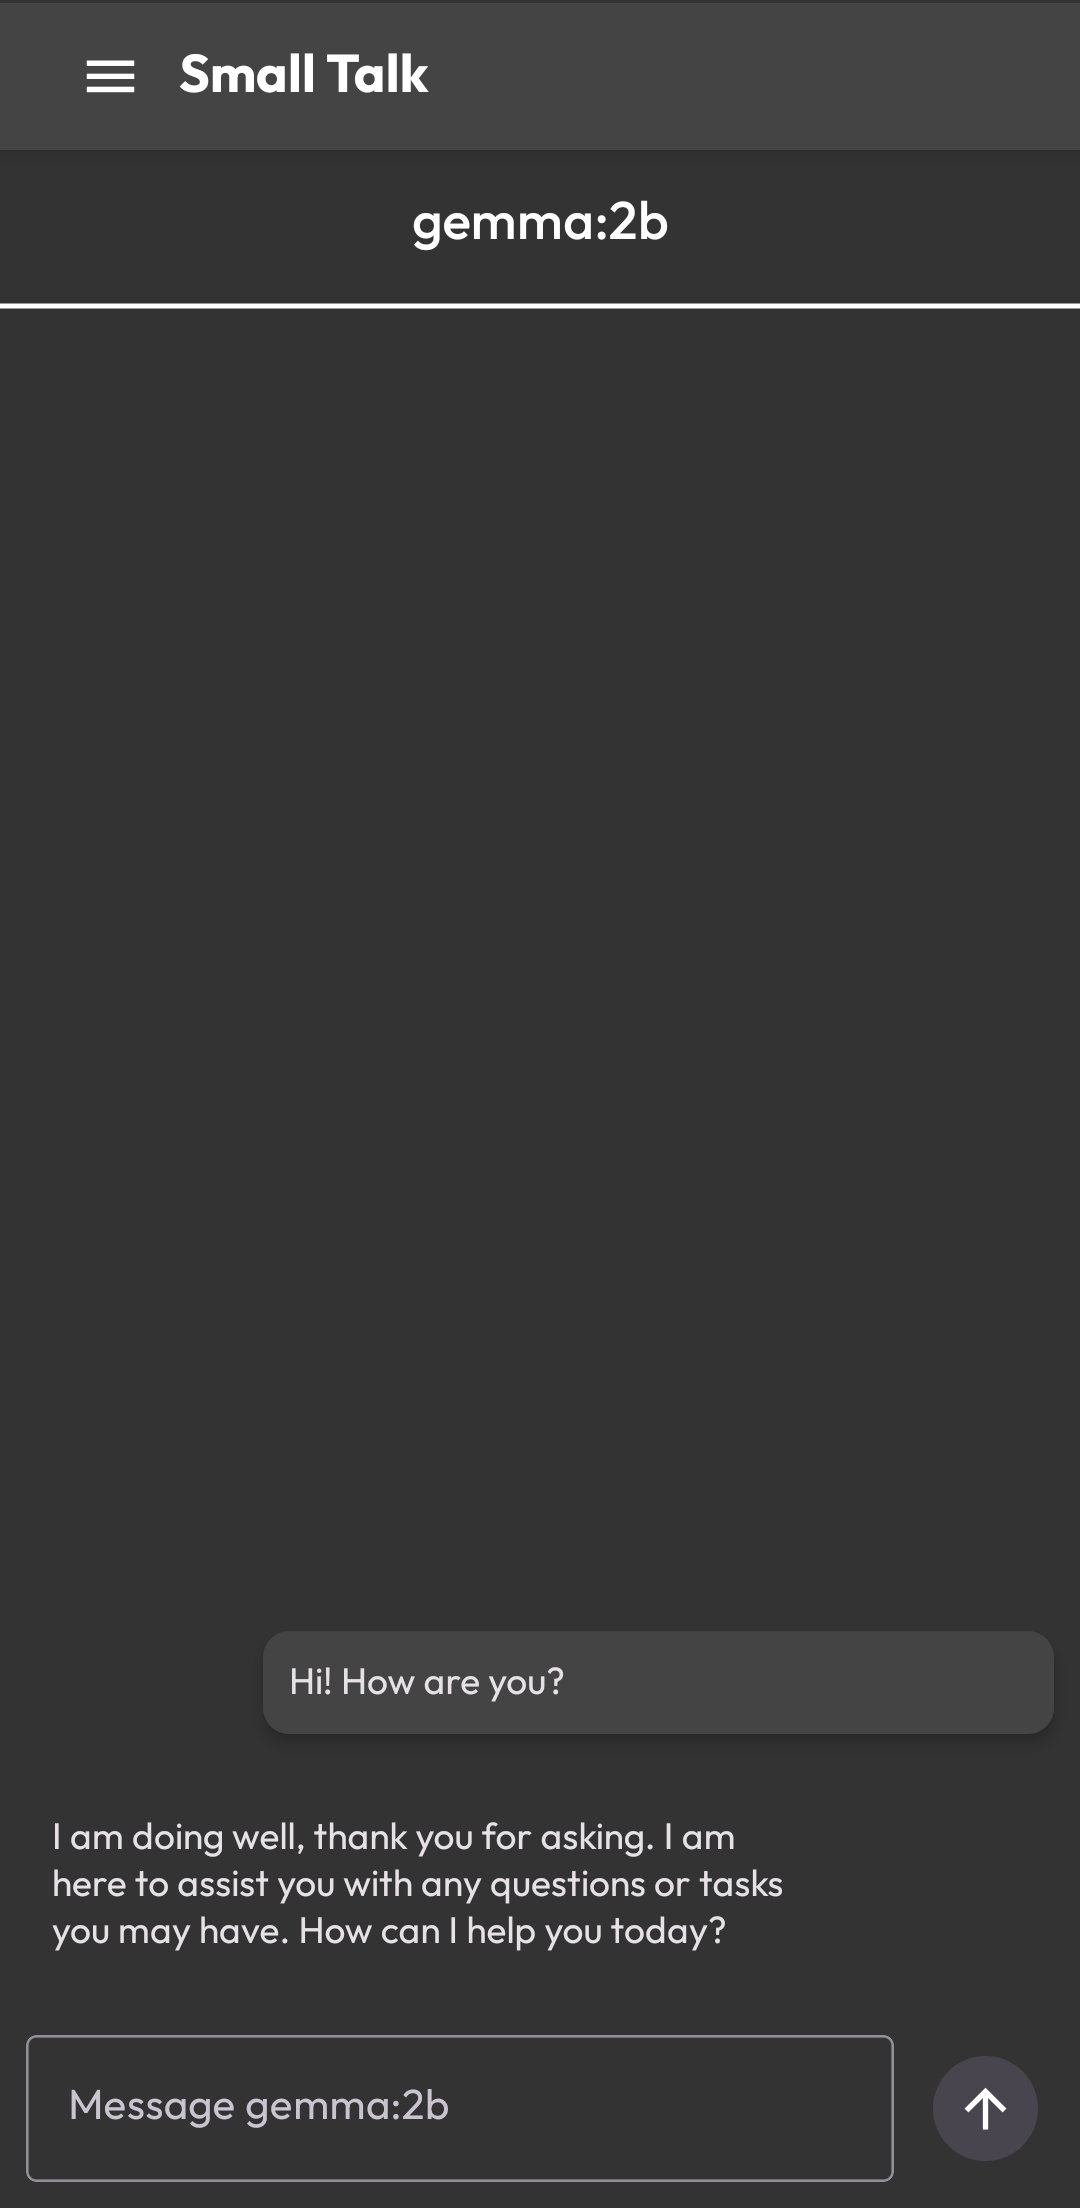 Small Talk
gemma:2b
Hi! How are you?
I am doing well, thank you for asking. I am
here to assist you with any questions or tasks
you may have. How can I help you today?
Message gemma:2b